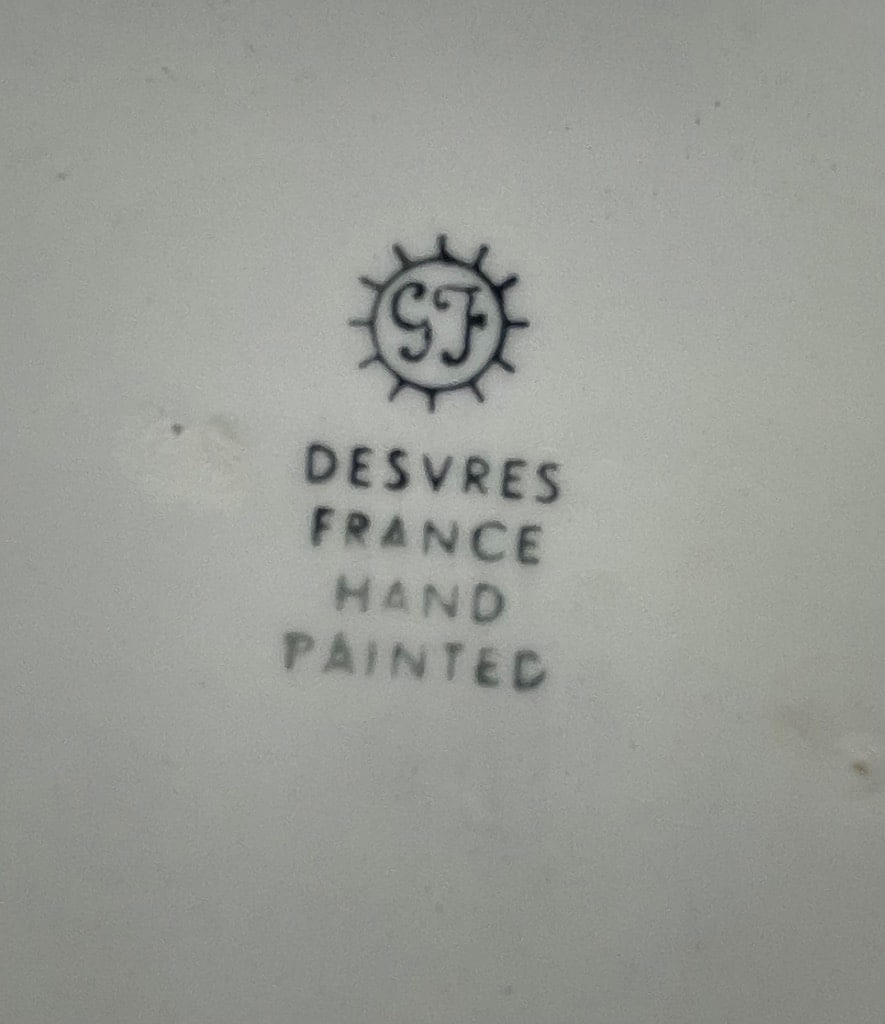 GF
DESVRES
FRANCE
HAND
PAINTED